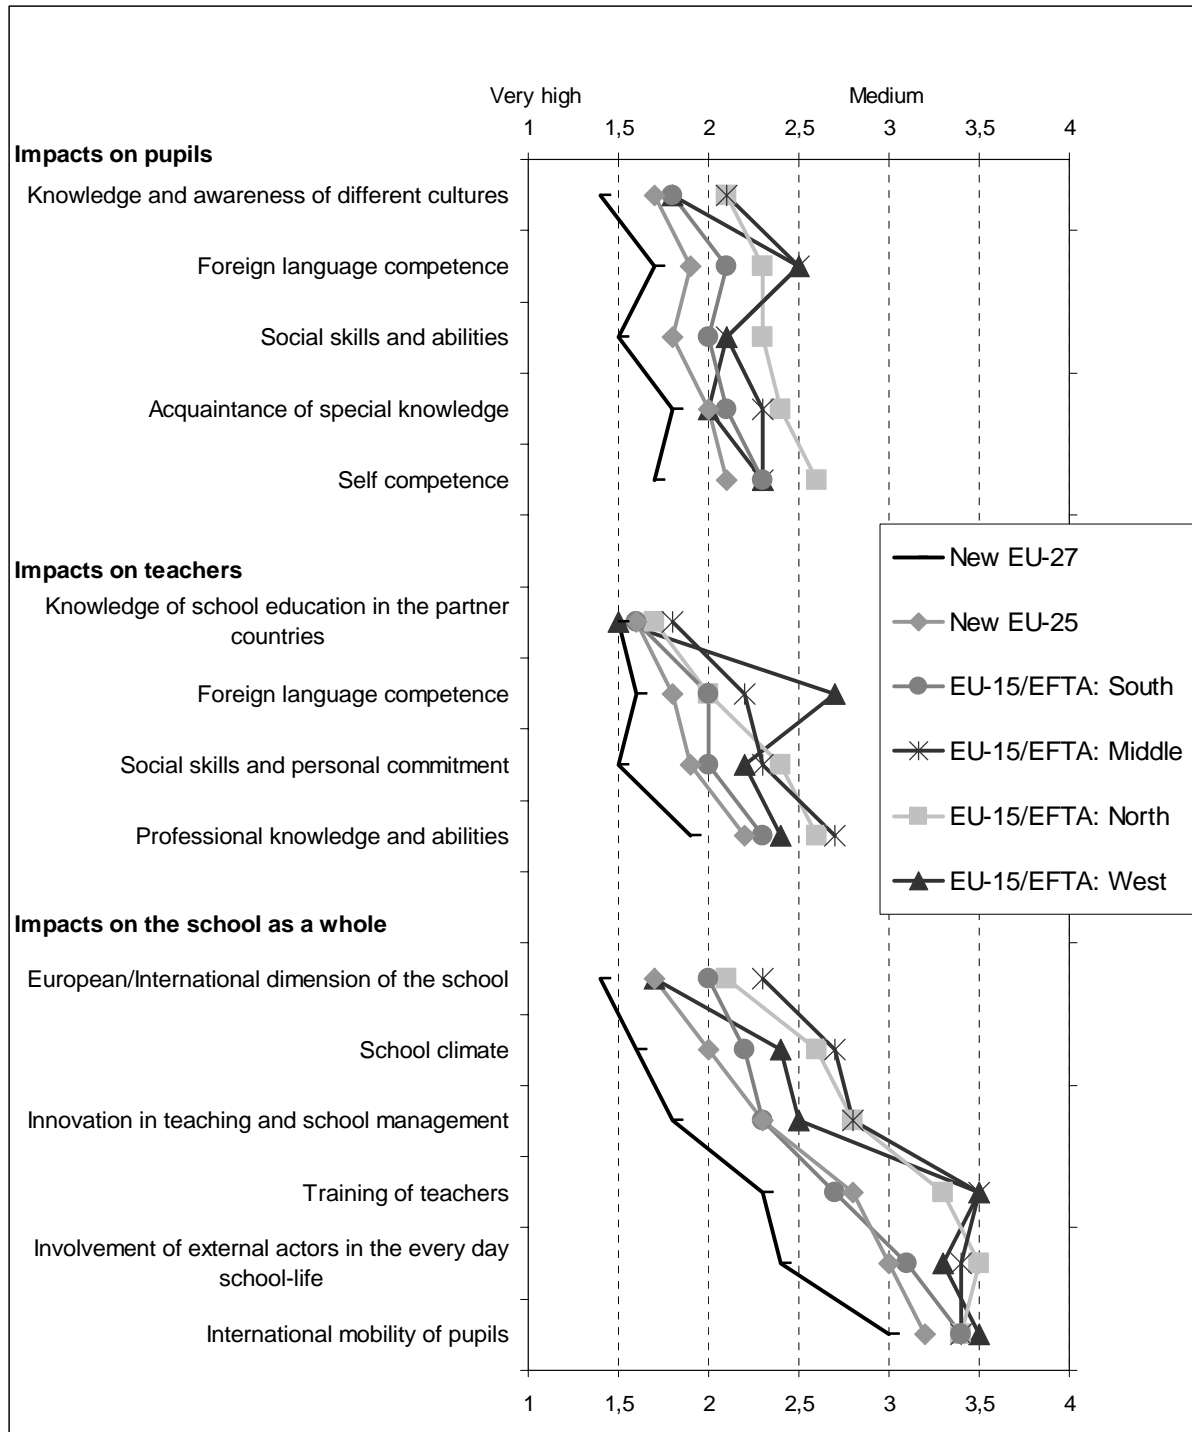 Very high Medium
1 1,5 2 2,5 3 3,5 4
Impacts on pupils
Knowledge and awareness of different cultures
Foreign language competence
Social skills and abilities
Acquaintance of special knowledge
Self competence
Impacts on teachers
Knowledge of school education in the partner
countries
Foreign language competence
Social skills and personal commitment
Professional knowledge and abilities
Impacts on the school as a whole
European/International dimension of the school
School climate
Innovation in teaching and school management
Training of teachers
Involvement of external actors in the every day
school-life
International mobility of pupils
New EU-27
New EU-25
EU-15/EFTA: South
EU-15/EFTA: Middle
EU-15/EFTA: North
EU-15/EFTA: West
1 1,5 2 2,5 3 3,5 4